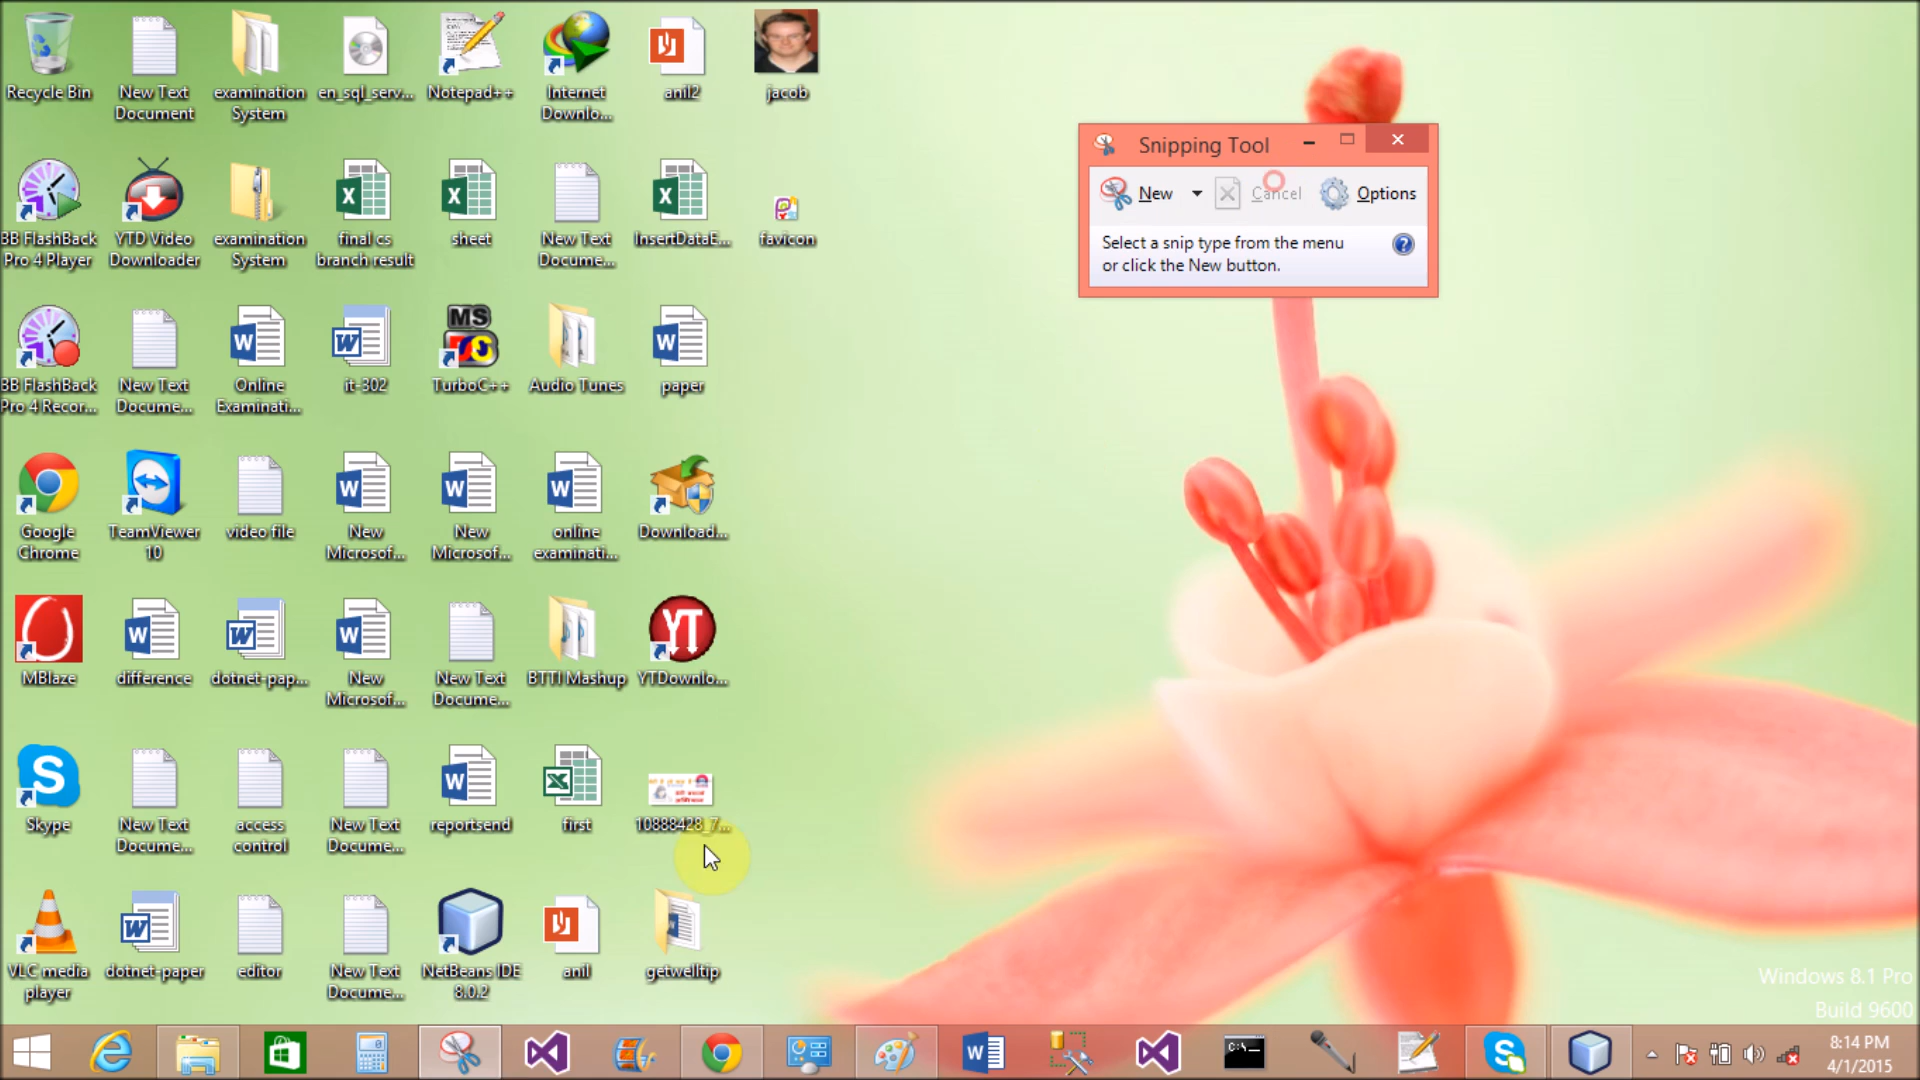 Recycle Bin
New Text
Document
examination
System
en_sql_serv...
Notepad++
Internet
Downlo...
anil2
jacob
BB FlashBack
Pro 4 Player
YTD Video
Downloader
examination
System
final cs
branch result
sheet
New Text
Docume...
InsertDataE...
favicon
BB FlashBack
Pro 4 Recor...
New Text
Docume...
Online
Examinati...
it-302
MS
TurboC++
Audio Tunes
paper
Google
Chrome
TeamViewer
10
video file
New
Microsof...
New
Microsof...
online
examinati...
Download...
MBlaze
difference
dotnet-pap...
New
Microsof...
New Text
Docume...
BTTI Mashup
YT
YTDownlo...
Skype
New Text
Docume...
access
control
New Text
Docume...
reportsend
first
10888428_7...
VLC media
player
dotnet-paper
editor
New Text
Docume...
NetBeans IDE
8.0.2
anil
getwelltip
Snipping Tool
New
Cancel
Options
Select a snip type from the menu
or click the New button.
Windows 8.1 Pro
Build 9600
8:14 PM
4/1/2015